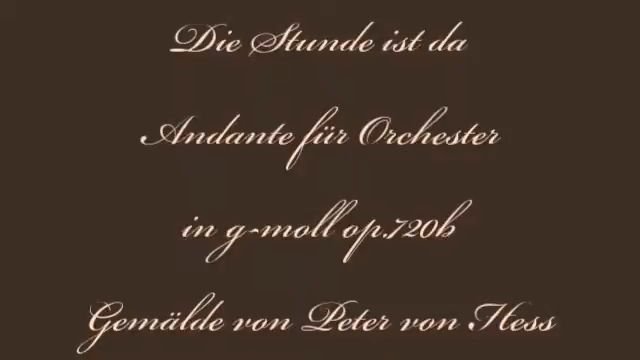 Die Stunde ist da
Andante für Orchester
in g-moll op.720b
Gemälde von Peter von Hess